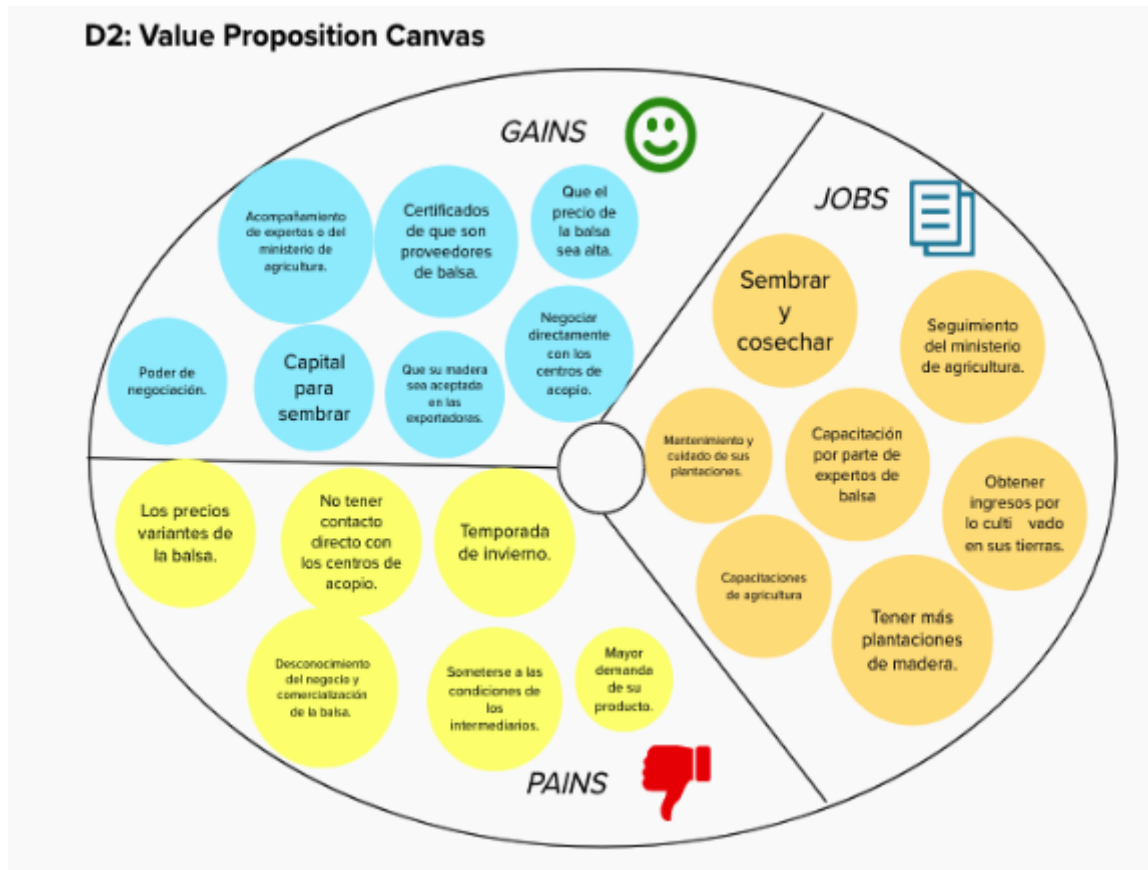 D2: Value Proposition Canvas
GAINS
Acompañamiento
de expertos o del
ministerio de
agricultura.
Certificados
de que son
proveedores
de balsa.
Que el
precio de
la balsa
sea alta.
Poder de
negociación.
Capital
para
sembrar
Que su madera
sea aceptada
en las
exportadoras.
Negociar
directamente
con los
centros de
acopio.
JOBS
Sembrar
y
cosechar
Seguimiento
del ministerio
de agricultura.
Mantenimiento y
cuidado de sus
plantaciones.
Capacitación
por parte de
expertos de
balsa
Obtener
ingresos por
lo culti vado
en sus tierras.
Capacitaciones
de agricultura
Tener más
plantaciones
de madera.
Los precios
variantes de
la balsa.
No tener
contacto
directo con
los centros de
acopio.
Temporada
de invierno.
Desconocimiento
del negocio y
comercialización
de la balsa.
Someterse a las
condiciones de
los
intermediarios.
Mayor
demanda
de su
producto.
PAINS